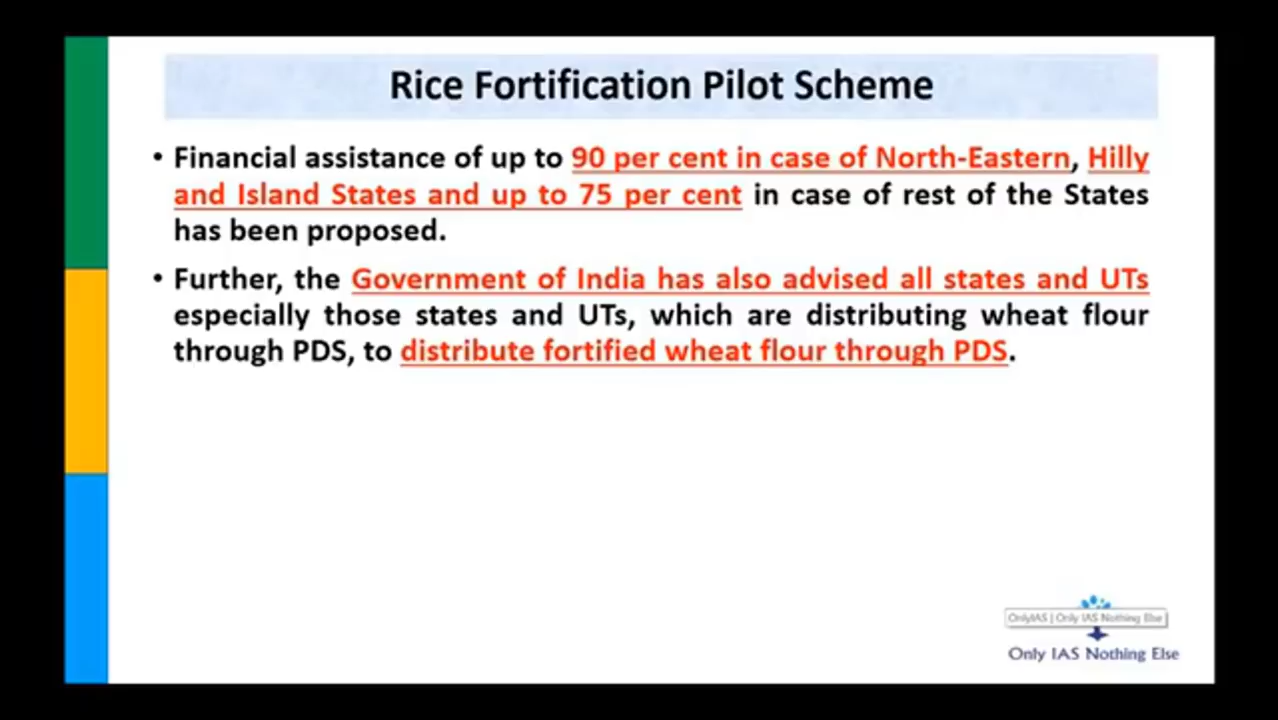 Rice Fortification Pilot Scheme
• Financial assistance of up to 90 per cent in case of North-Eastern, Hilly
and Island States and up to 75 per cent in case of rest of the States
has been proposed.
• Further, the Government of India has also advised all states and UTs
especially those states and UTs, which are distributing wheat flour
through PDS, to distribute fortified wheat flour through PDS.
OnlyIAS | Only IAS Nothing Else
Only IAS Nothing Else